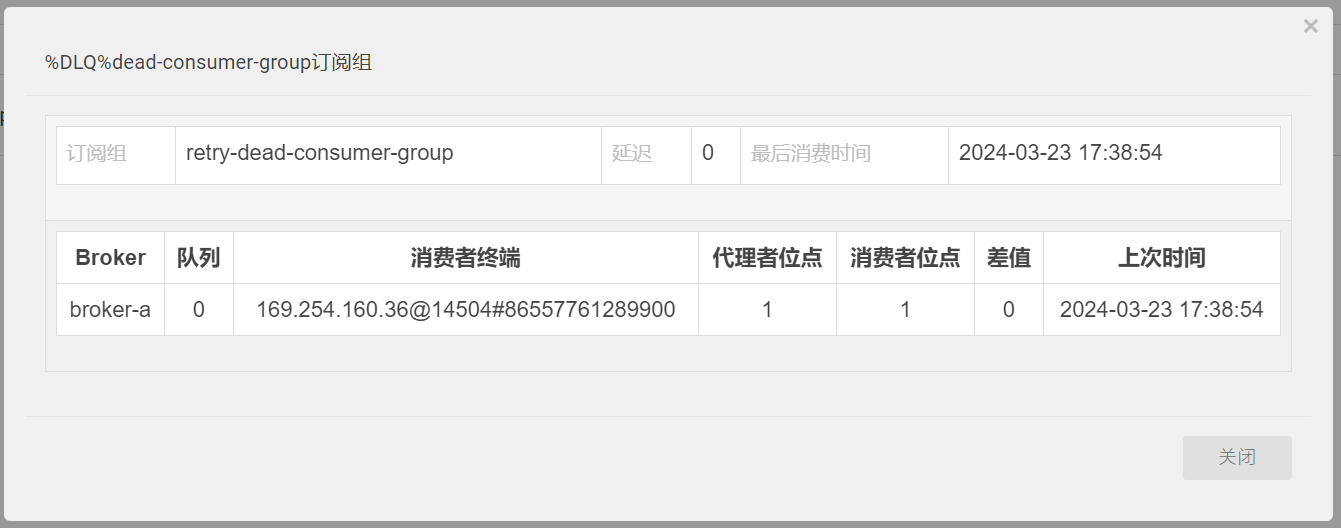 ×
%DLQ%dead-consumer-group订阅组
订阅组 retry-dead-consumer-group 延迟 0 最后消费时间 2024-03-23 17:38:54
Broker 队列 消费者终端 代理者位点 消费者位点 差值 上次时间
broker-a 0 169.254.160.36@14504#86557761289900 1 1 0 2024-03-23 17:38:54
关闭